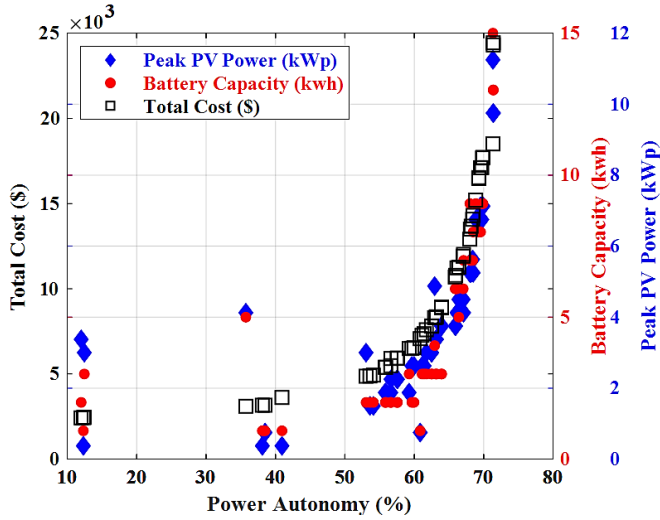 ×10³
25
20
15
10
5
0
Total Cost ($)
Peak PV Power (kWp)
Battery Capacity (kwh)
Total Cost ($)
10 20 30 40 50 60 70 80
Power Autonomy (%)
15
10
5
0
Battery Capacity (kwh)
12
10
8
6
4
2
0
Peak PV Power (kWp)